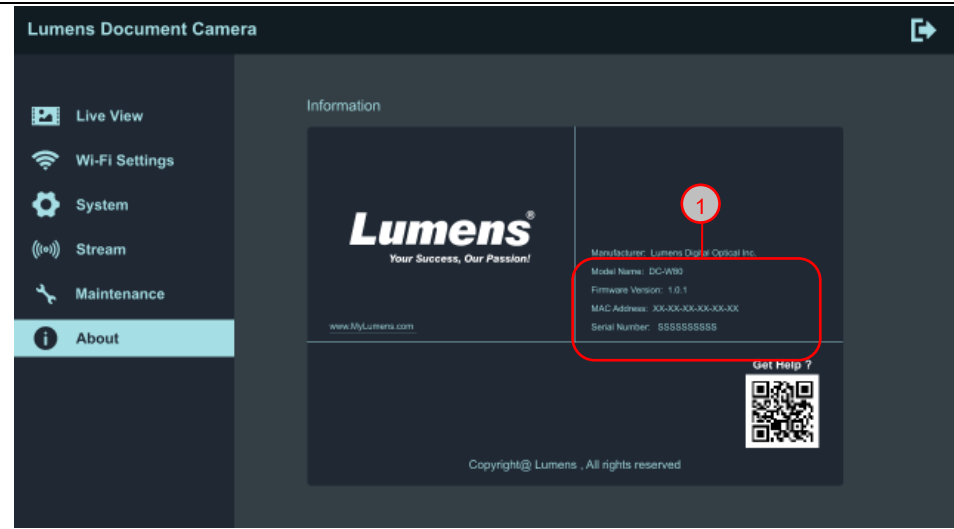 Lumens Document Camera
Live View
Wi-Fi Settings
System
Stream
Maintenance
About
Information
Lumens®
Your Success, Our Passion!
www.MyLumens.com
1
Manufacturer: Lumens Digital Optical Inc.
Model Name: DC-W80
Firmware Version: 1.0.1
MAC Address: XX-XX-XX-XX-XX-XX
Serial Number: SSSSSSSSSS
Get Help ?
Copyright@ Lumens , All rights reserved